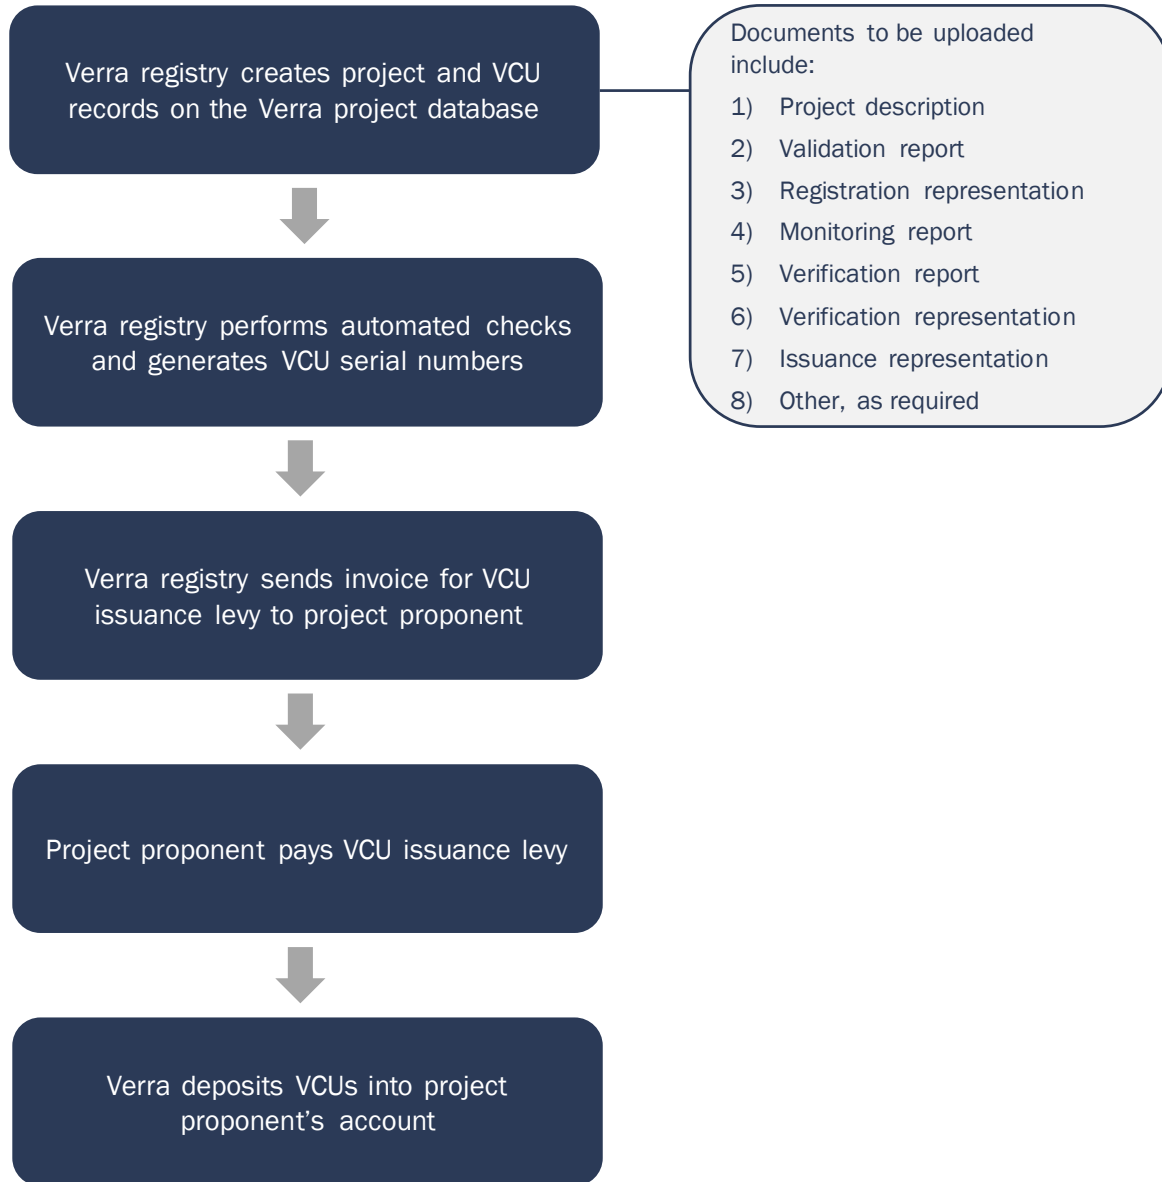 Verra registry creates project and VCU
records on the Verra project database
Documents to be uploaded
include:
1) Project description
2) Validation report
3) Registration representation
4) Monitoring report
5) Verification report
6) Verification representation
7) Issuance representation
8) Other, as required
Verra registry performs automated checks
and generates VCU serial numbers
Verra registry sends invoice for VCU
issuance levy to project proponent
Project proponent pays VCU issuance levy
Verra deposits VCUs into project
proponent’s account